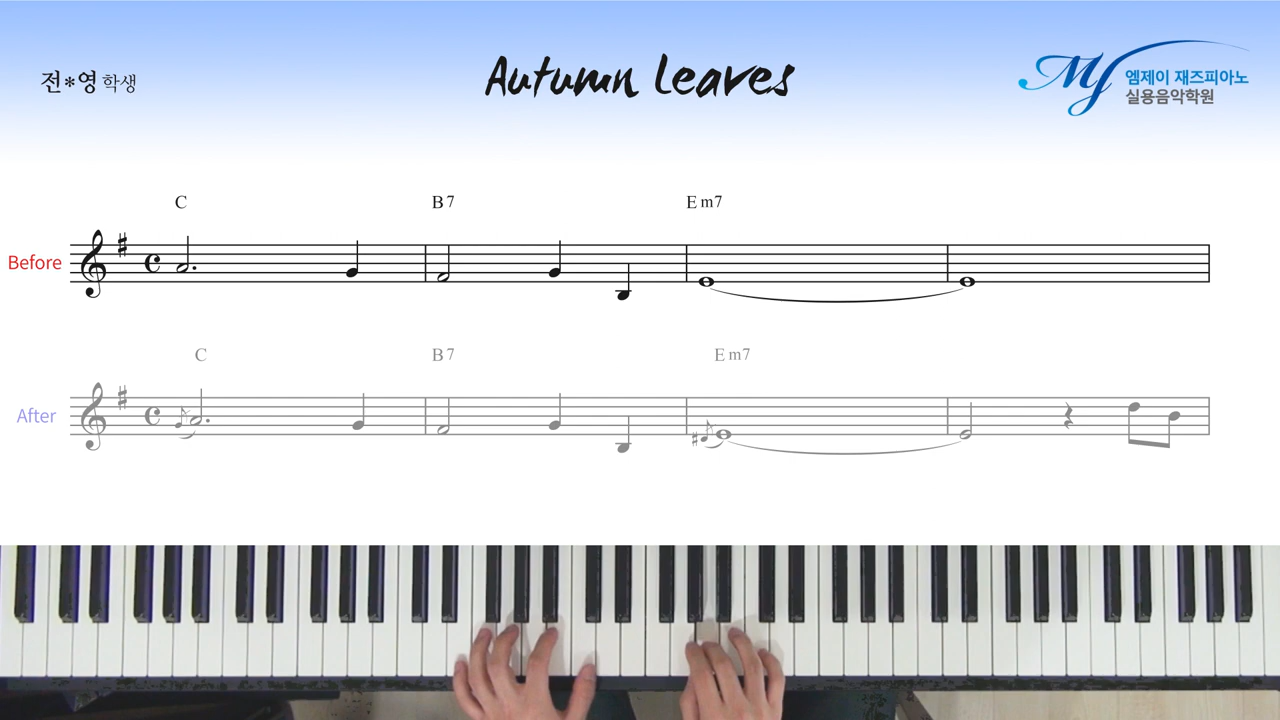 Autumn Leaves
전*영 학생
MJ 엠제이 재즈피아노
실용음악학원
C B7 Em7
Before
C B7 Em7
After